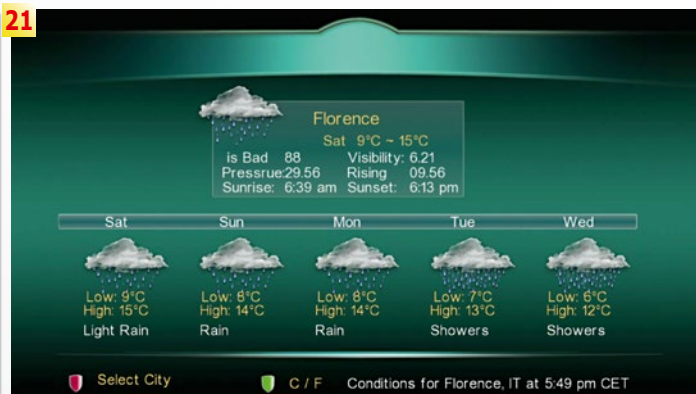 21
Florence
Sat 9°C ~ 15°C
is Bad 88 Visibility: 6.21
Pressrue:29.56 Rising 09.56
Sunrise: 6:39 am Sunset: 6:13 pm
Sat Sun Mon Tue Wed
Low: 9°C Low: 8°C Low: 8°C Low: 7°C Low: 6°C
High: 15°C High: 14°C High: 14°C High: 13°C High: 12°C
Light Rain Rain Rain Showers Showers
Select City C / F Conditions for Florence, IT at 5:49 pm CET